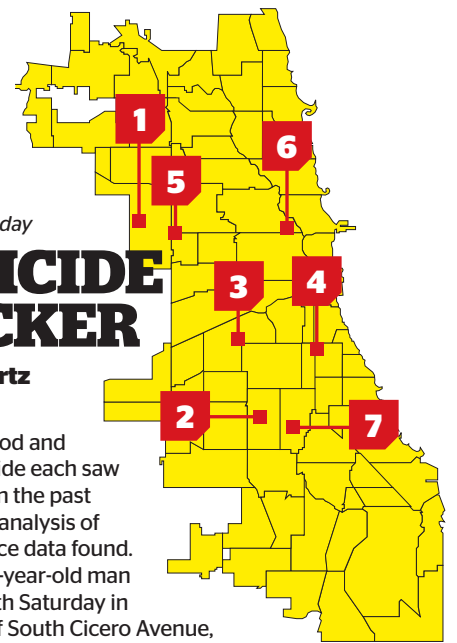 day
ICIDE
CKER
rtz
od and
ide each saw
n the past
analysis of
ce data found.
-year-old man
th Saturday in
f South Cicero Avenue,
1
6
5
3
4
2
7